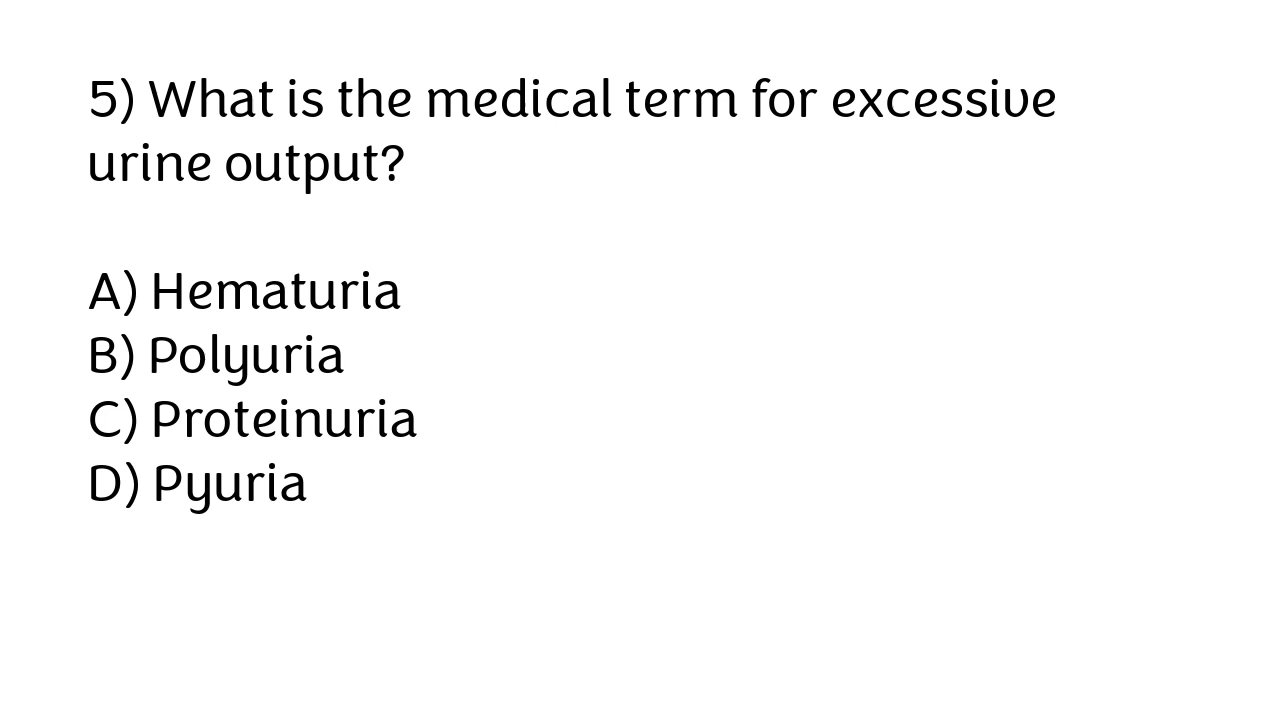 5) What is the medical term for excessive
urine output?
A) Hematuria
B) Polyuria
C) Proteinuria
D) Pyuria